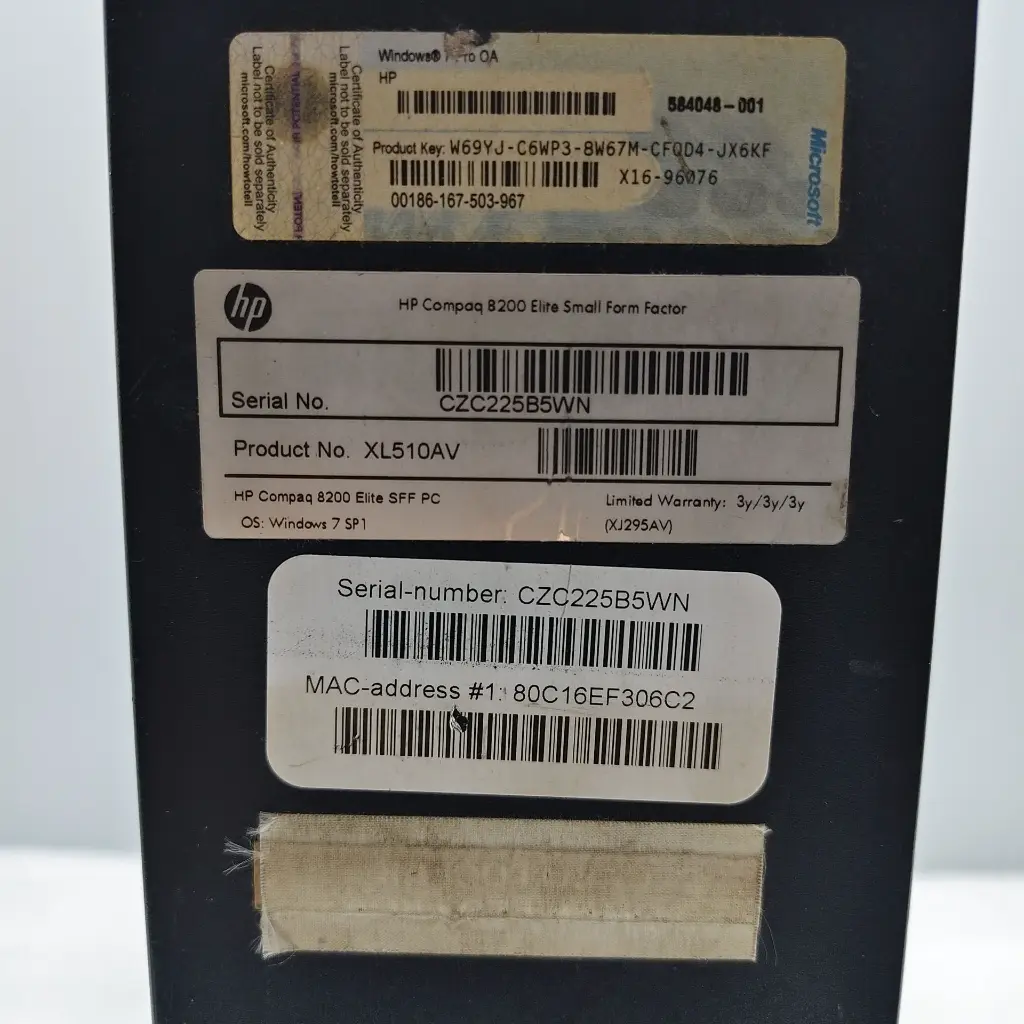 Windows® 7 Pro OA
HP
584048-001
Product Key: W69YJ-C6WP3-8W67M-CFQD4-JX6KF
X16-96076
00186-167-503-967
Microsoft
Certificate of Authenticity
Label not to be sold separately
microsoft.com/howtotell
Certificate of Authenticity
Label not to be sold separately
microsoft.com/howtotell
hp
HP Compaq 8200 Elite Small Form Factor
Serial No. CZC225B5WN
Product No. XL510AV
HP Compaq 8200 Elite SFF PC Limited Warranty: 3y/3y/3y
OS: Windows 7 SP1 (XJ295AV)
Serial-number: CZC225B5WN
MAC-address #1: 80C16EF306C2